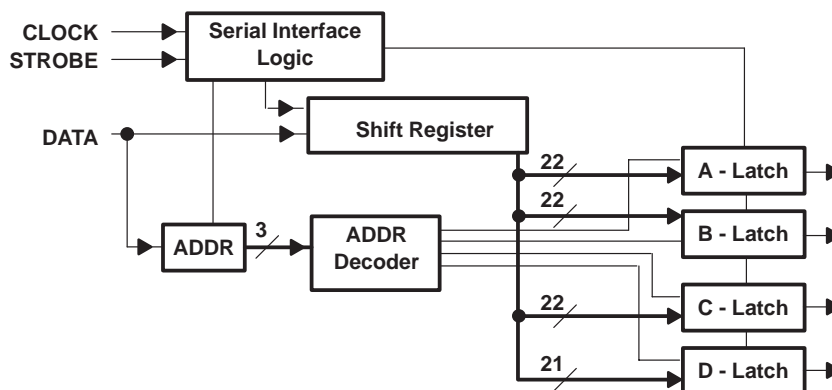 CLOCK
STROBE
Serial Interface
Logic
DATA
Shift Register
22
A - Latch
22
B - Latch
ADDR
3
ADDR
Decoder
22
C - Latch
21
D - Latch